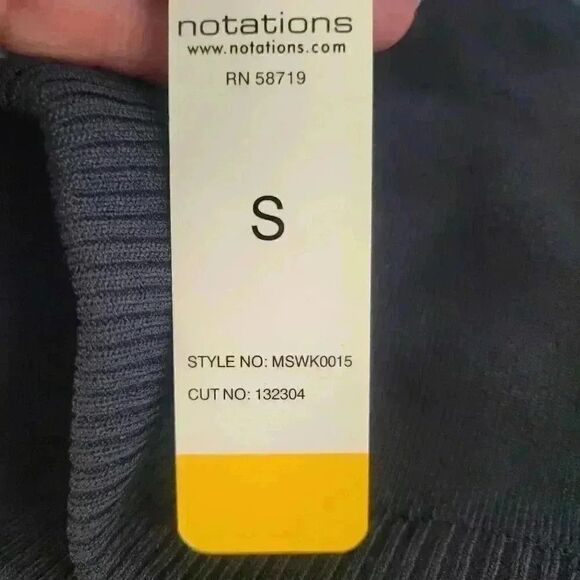 notations
www.notations.com
RN 58719
S
STYLE NO: MSWK0015
CUT NO: 132304